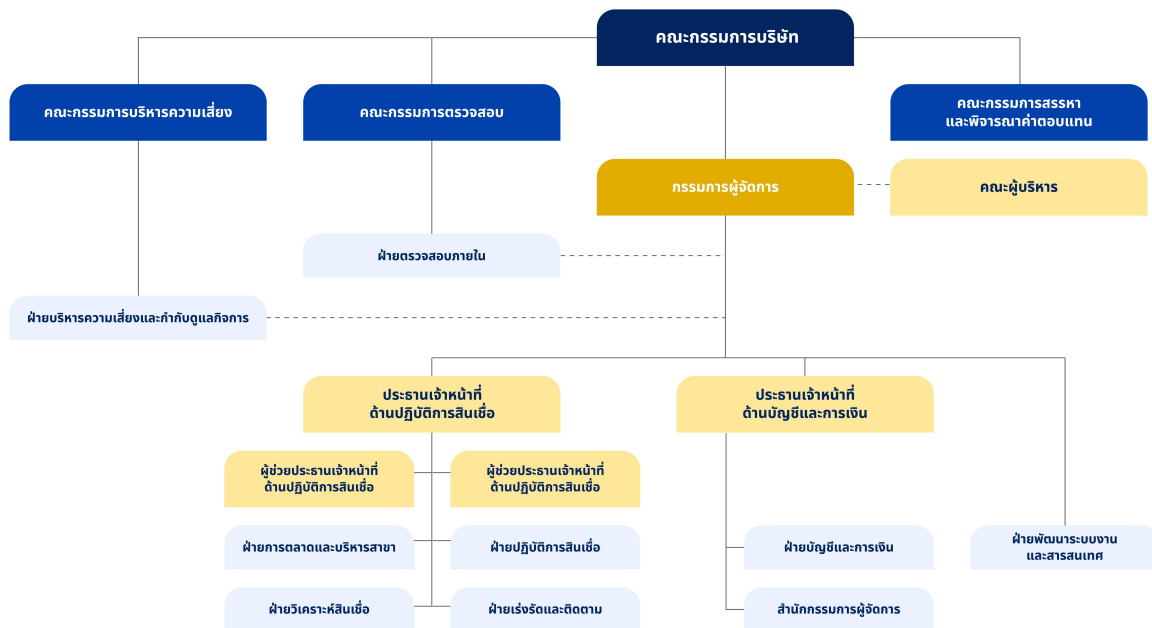 คณะกรรมการบริษัท
คณะกรรมการบริหารความเสี่ยง
คณะกรรมการตรวจสอบ
คณะกรรมการสรรหา
และพิจารณาค่าตอบแทน
กรรมการผู้จัดการ
คณะผู้บริหาร
ฝ่ายตรวจสอบภายใน
ฝ่ายบริหารความเสี่ยงและกำกับดูแลกิจการ
ประธานเจ้าหน้าที่
ด้านปฏิบัติการสินเชื่อ
ประธานเจ้าหน้าที่
ด้านบัญชีและการเงิน
ผู้ช่วยประธานเจ้าหน้าที่
ด้านปฏิบัติการสินเชื่อ
ผู้ช่วยประธานเจ้าหน้าที่
ด้านปฏิบัติการสินเชื่อ
ฝ่ายการตลาดและบริหารสาขา
ฝ่ายปฏิบัติการสินเชื่อ
ฝ่ายบัญชีและการเงิน
ฝ่ายพัฒนาระบบงาน
และสารสนเทศ
ฝ่ายวิเคราะห์สินเชื่อ
ฝ่ายเร่งรัดและติดตาม
สำนักกรรมการผู้จัดการ